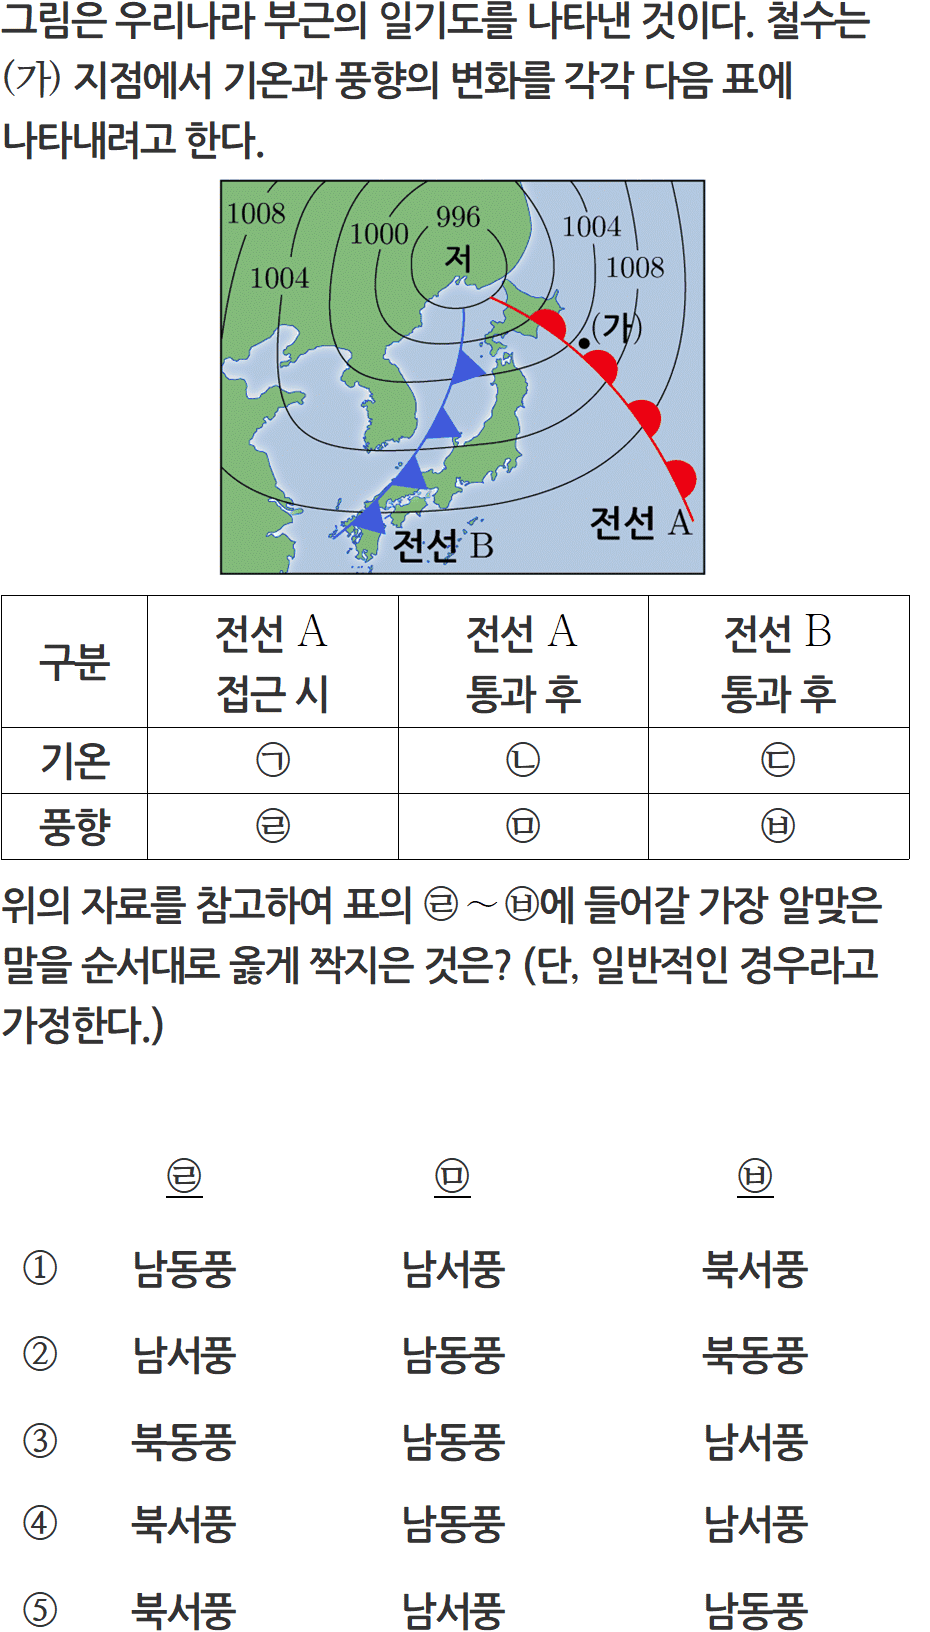 그림은 우리나라 부근의 일기도를 나타낸 것이다. 철수는
(가) 지점에서 기온과 풍향의 변화를 각각 다음 표에
나타내려고 한다.
1008 1000 996 1004
저 1008
1004
(가)
전선 A
전선 B
구분 전선 A 접근 시 전선 A 통과 후 전선 B 통과 후
기온 ㉠ ㉡ ㉢
풍향 ㉣ ㉤ ㉥
위의 자료를 참고하여 표의 ㉣~㉥에 들어갈 가장 알맞은
말을 순서대로 옳게 짝지은 것은? (단, 일반적인 경우라고
가정한다.)
㉣ ㉤ ㉥
① 남동풍 남서풍 북서풍
② 남서풍 남동풍 북동풍
③ 북동풍 남동풍 남서풍
④ 북서풍 남동풍 남서풍
⑤ 북서풍 남서풍 남동풍